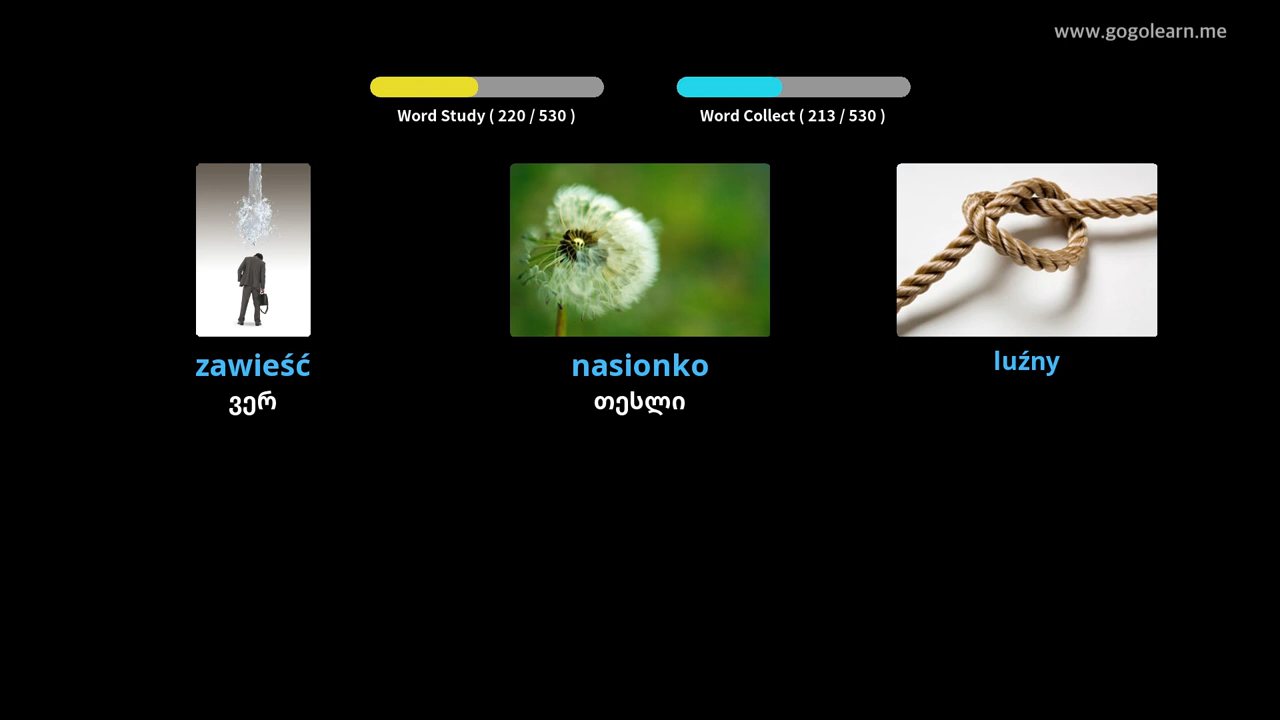 www.gogolearn.me
Word Study ( 220 / 530 )
Word Collect ( 213 / 530 )
zawieść
ვერ
nasionko
თესლი
luźny